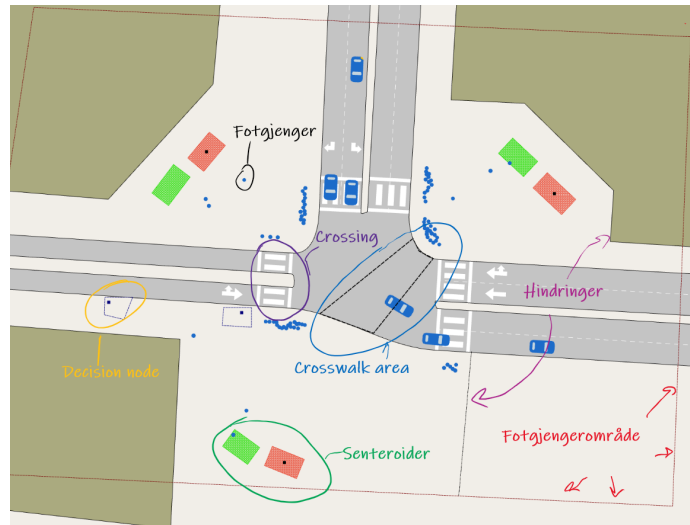 Fotgjenger
Crossing
Hindringer
Decision node
Crosswalk area
Fotgjengerområde
Senteroider